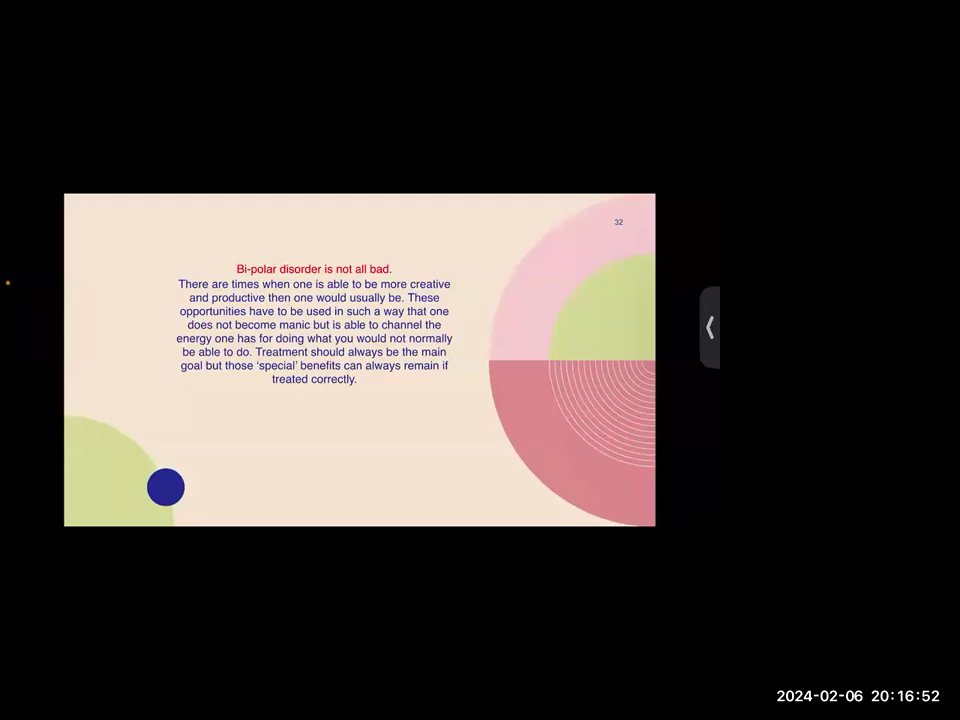 32
Bi-polar disorder is not all bad.
There are times when one is able to be more creative
and productive then one would usually be. These
opportunities have to be used in such a way that one
does not become manic but is able to channel the
energy one has for doing what you would not normally
be able to do. Treatment should always be the main
goal but those ‘special’ benefits can always remain if
treated correctly.
2024-02-06 20:16:52